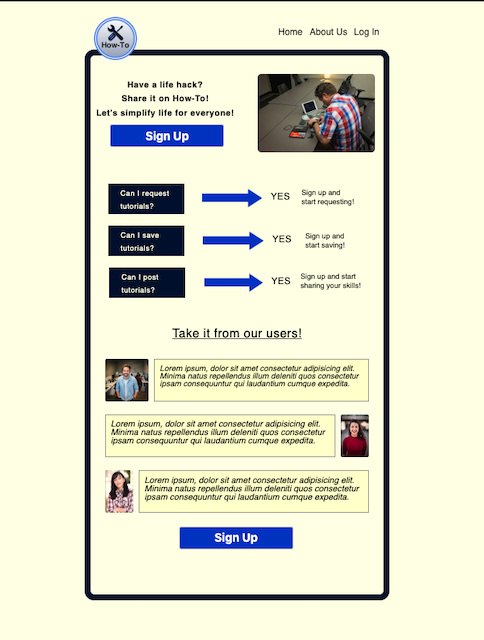 How-To
Home About Us Log In
Have a life hack?
Share it on How-To!
Let's simplify life for everyone!
Sign Up
Can I request
tutorials?
YES
Sign up and
start requesting!
Can I save
tutorials?
YES
Sign up and
start saving!
Can I post
tutorials?
YES
Sign up and start
sharing your skills!
Take it from our users!
Lorem ipsum, dolor sit amet consectetur adipisicing elit.
Minima natus repellendus illum deleniti quos consectetur
ipsam consequuntur qui laudantium cumque expedita.
Lorem ipsum, dolor sit amet consectetur adipisicing elit.
Minima natus repellendus illum deleniti quos consectetur
ipsam consequuntur qui laudantium cumque expedita.
Lorem ipsum, dolor sit amet consectetur adipisicing elit.
Minima natus repellendus illum deleniti quos consectetur
ipsam consequuntur qui laudantium cumque expedita.
Sign Up